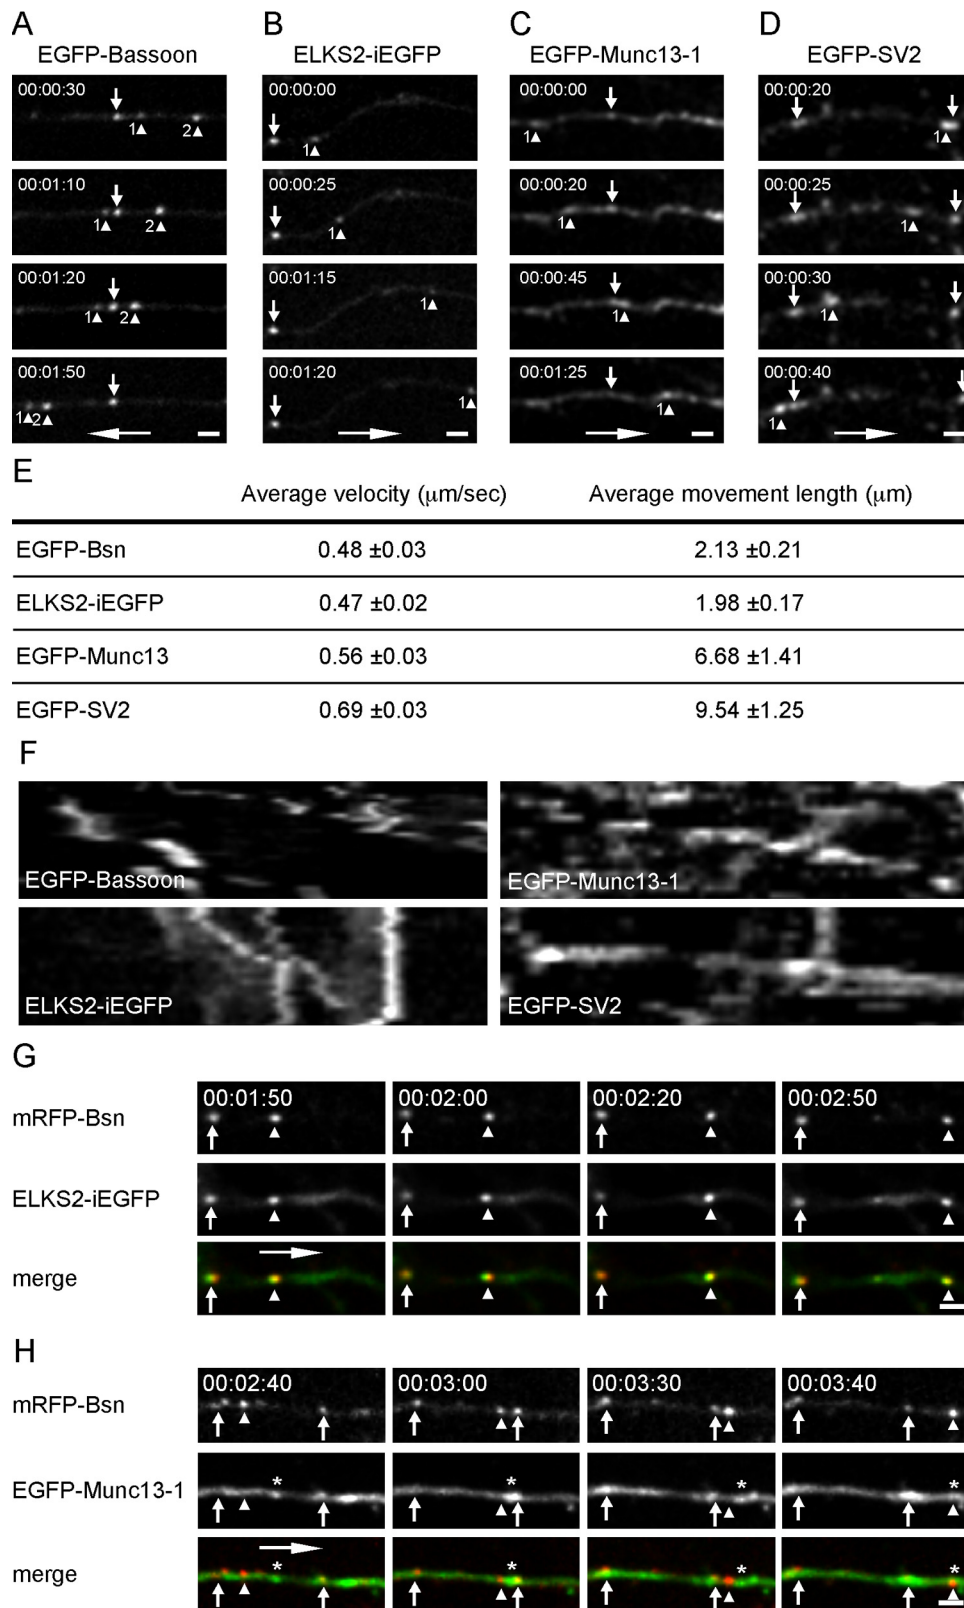 A B C D
EGFP-Bassoon ELKS2-iEGFP EGFP-Munc13-1 EGFP-SV2
00:00:30 00:00:00 00:00:00 00:00:20
1 2 1 1 1
00:01:10 00:00:25 00:00:20 00:00:25
1 2 1 1 1
00:01:20 00:01:15 00:00:45 00:00:30
1 2 1 1 1
00:01:50 00:01:20 00:01:25 00:00:40
1 2 1 1 1
E
Average velocity (μm/sec) Average movement length (μm)
EGFP-Bsn 0.48 ±0.03 2.13 ±0.21
ELKS2-iEGFP 0.47 ±0.02 1.98 ±0.17
EGFP-Munc13 0.56 ±0.03 6.68 ±1.41
EGFP-SV2 0.69 ±0.03 9.54 ±1.25
F
EGFP-Bassoon EGFP-Munc13-1
ELKS2-iEGFP EGFP-SV2
G
mRFP-Bsn 00:01:50 00:02:00 00:02:20 00:02:50
ELKS2-iEGFP
merge
H
mRFP-Bsn 00:02:40 00:03:00 00:03:30 00:03:40
EGFP-Munc13-1 * * * *
merge * * * *